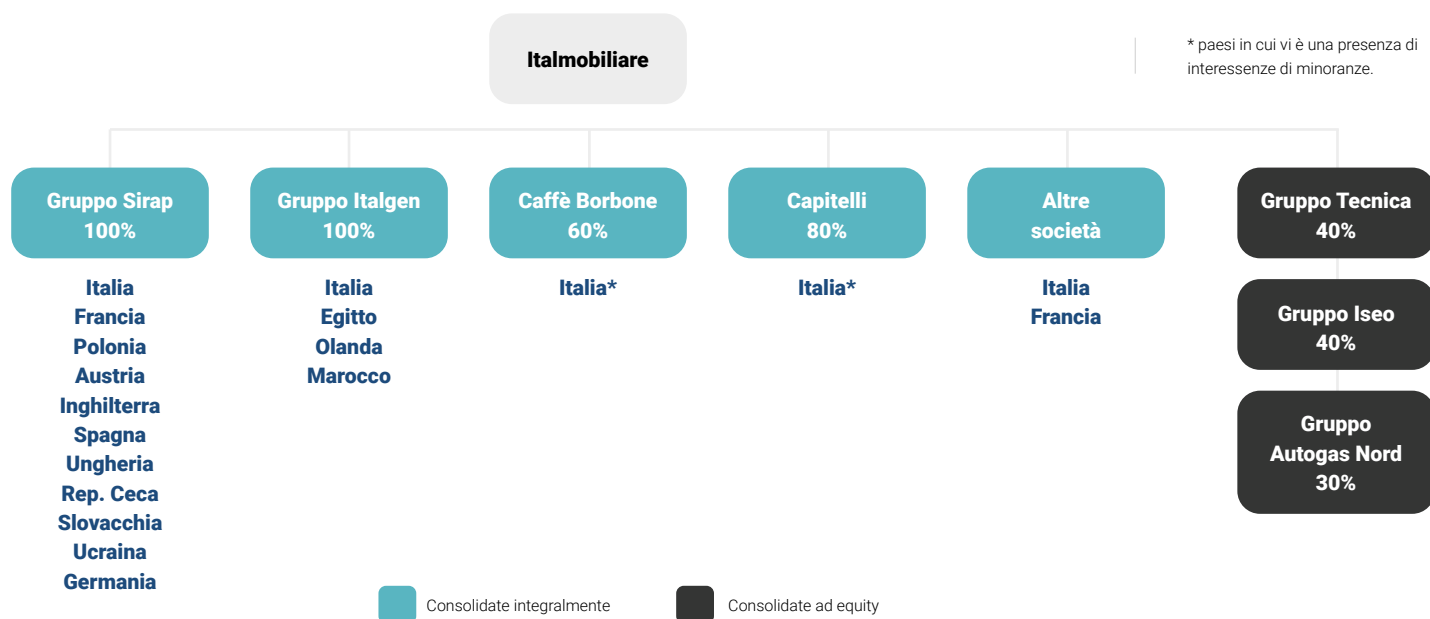 Italmobiliare
* paesi in cui vi è una presenza di
interessenze di minoranze.
Gruppo Sirap
100%
Italia
Francia
Polonia
Austria
Inghilterra
Spagna
Ungheria
Rep. Ceca
Slovacchia
Ucraina
Germania
Gruppo Italgen
100%
Italia
Egitto
Olanda
Marocco
Caffè Borbone
60%
Italia*
Capitelli
80%
Italia*
Altre
società
Italia
Francia
Gruppo Tecnica
40%
Gruppo Iseo
40%
Gruppo
Autogas Nord
30%
Consolidate integralmente
Consolidate ad equity